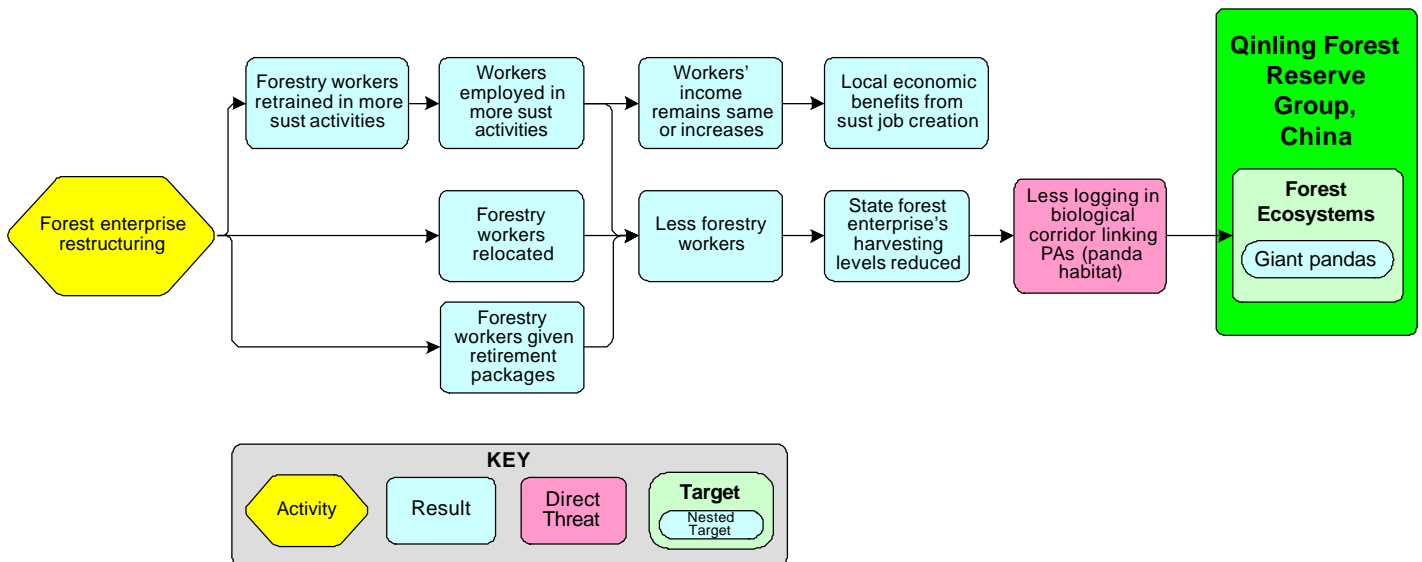 Forest enterprise
restructuring
Forestry workers
retrained in more
sust activities
Workers
employed in
more sust
activities
Workers'
income
remains same
or increases
Local economic
benefits from
sust job creation
Forestry
workers
relocated
Less forestry
workers
State forest
enterprise's
harvesting
levels reduced
Less logging in
biological
corridor linking
PAs (panda
habitat)
Forestry
workers given
retirement
packages
Qinling Forest
Reserve
Group,
China
Forest
Ecosystems
Giant pandas
KEY
Activity
Result
Direct
Threat
Target
Nested
Target